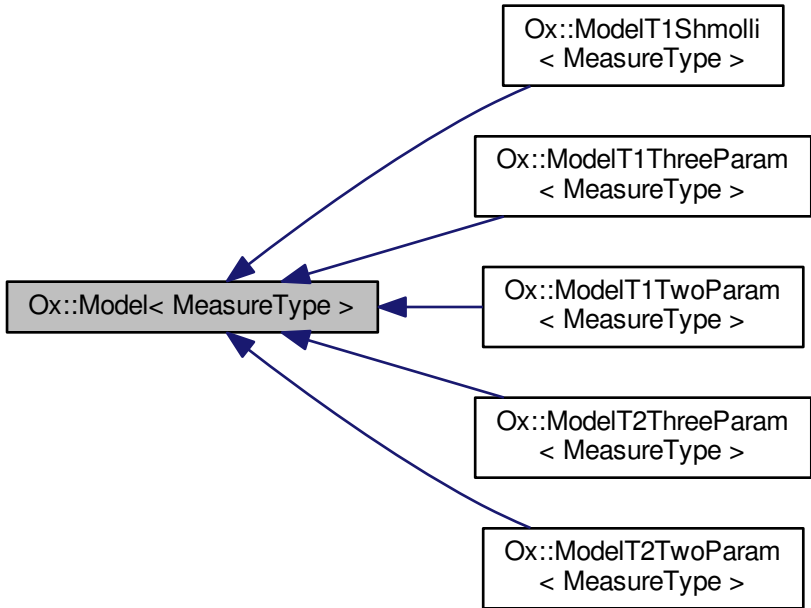 Ox::ModelT1Shmolli
< MeasureType >
Ox::ModelT1ThreeParam
< MeasureType >
Ox::Model< MeasureType >
Ox::ModelT1TwoParam
< MeasureType >
Ox::ModelT2ThreeParam
< MeasureType >
Ox::ModelT2TwoParam
< MeasureType >